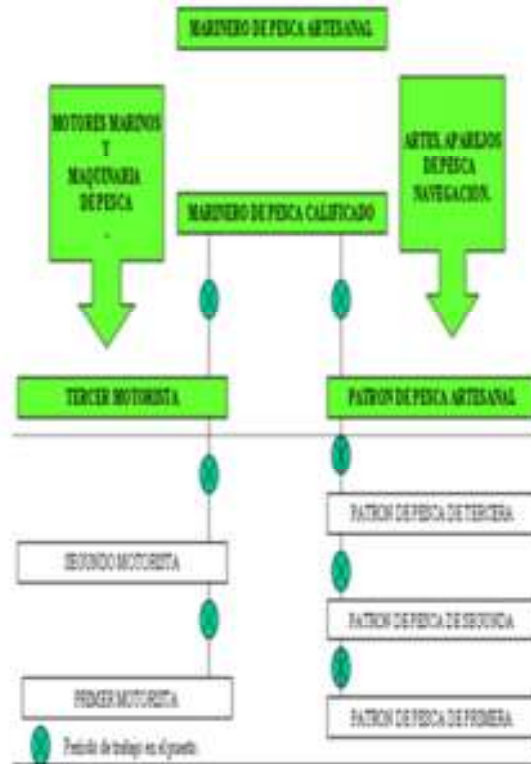 MARINERO DE PESCA ARTESANAL
MOTORES MARINOS
Y
MAQUINARIA
DE PESCA
.
ARTES, APAREJOS
DE PESCA
NAVEGACION.
MARINERO DE PESCA CALIFICADO
TERCER MOTORISTA
PATRON DE PESCA ARTESANAL
PATRON DE PESCA DE TERCERA
SEGUNDO MOTORISTA
PATRON DE PESCA DE SEGUNDA
PRIMER MOTORISTA
PATRON DE PESCA DE PRIMERA
Período de trabajo en el puesto.